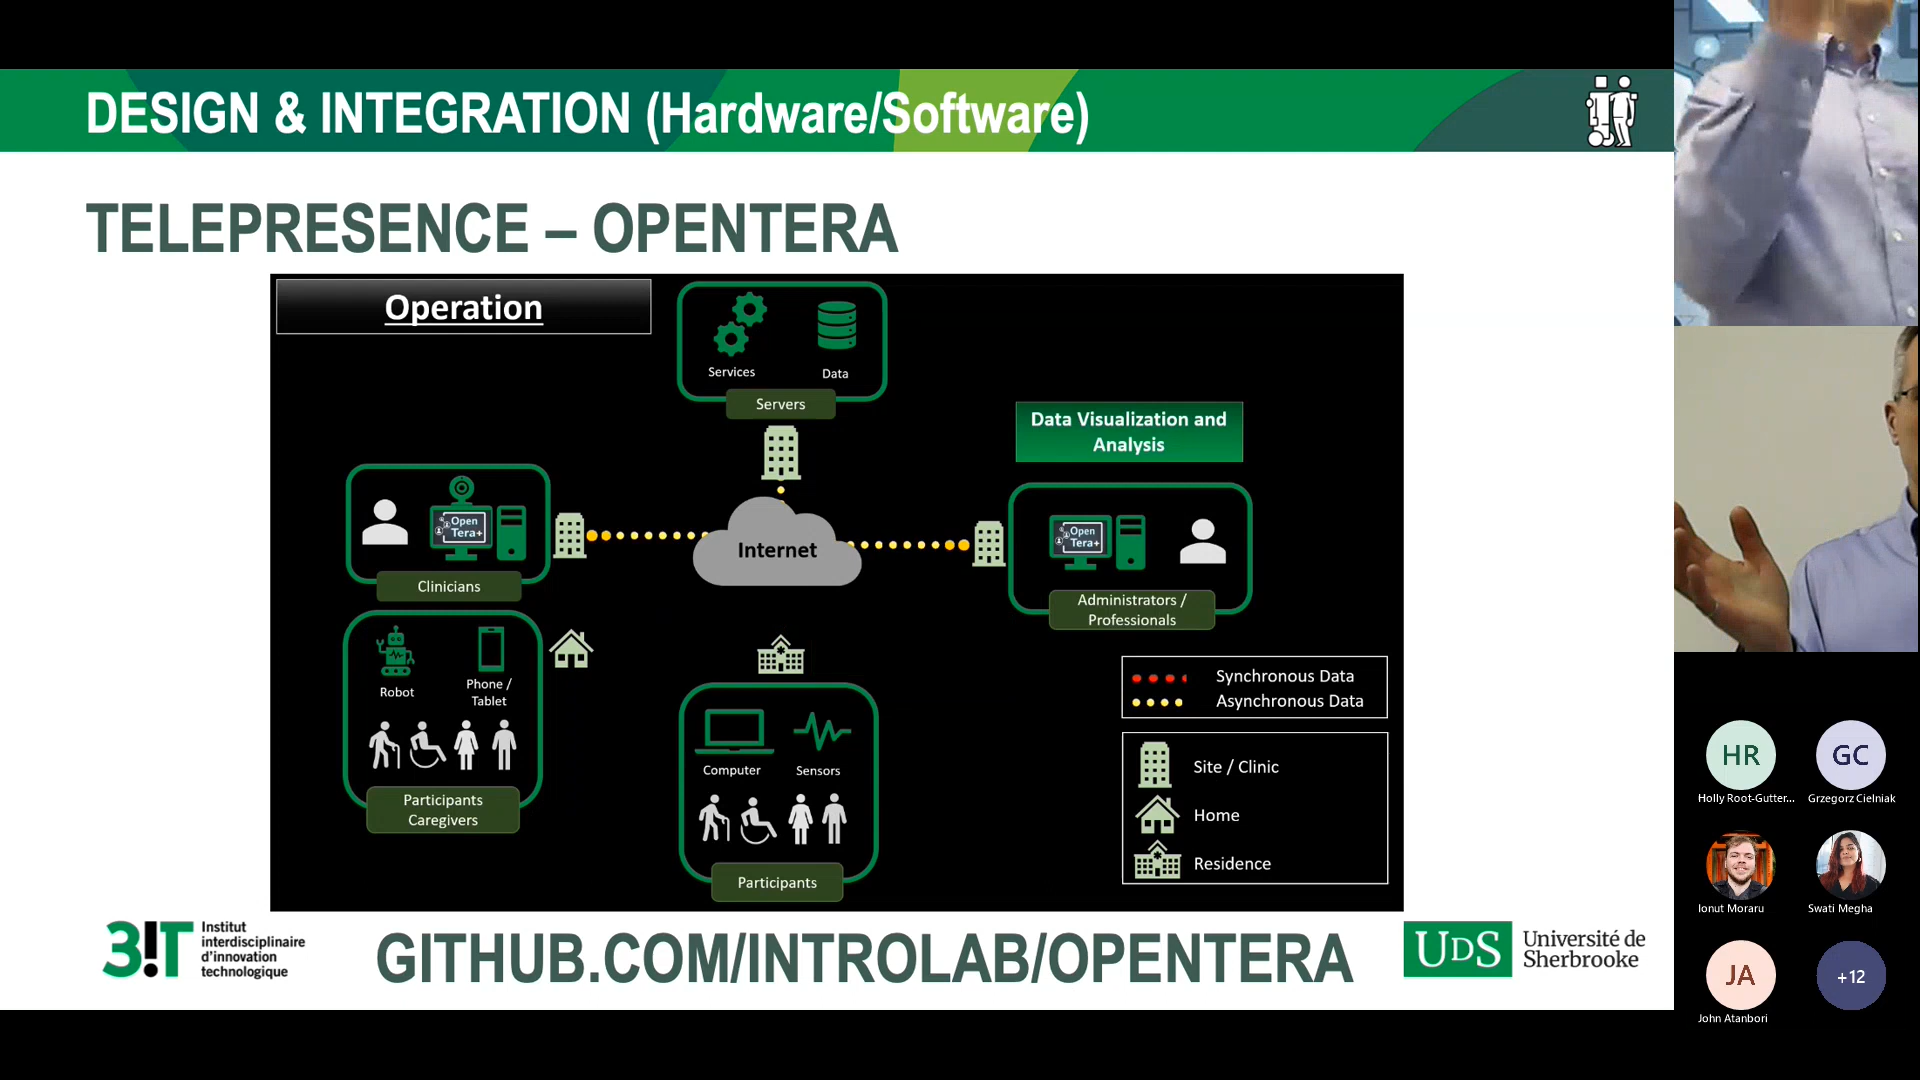 DESIGN & INTEGRATION (Hardware/Software)
TELEPRESENCE – OPENTERA
Operation
Services
Data
Servers
Data Visualization and
Analysis
Open
Tera+
Clinicians
Internet
Open
Tera+
Administrators /
Professionals
Robot
Phone /
Tablet
Participants
Caregivers
Computer
Sensors
Participants
Synchronous Data
Asynchronous Data
Site / Clinic
Home
Residence
3!T
Institut
interdisciplinaire
d'innovation
technologique
GITHUB.COM/INTROLAB/OPENTERA
UDS
Université de
Sherbrooke
HR
Holly Root-Gutter...
GC
Grzegorz Cielniak
Ionut Moraru
Swati Megha
JA
John Atanbori
+12